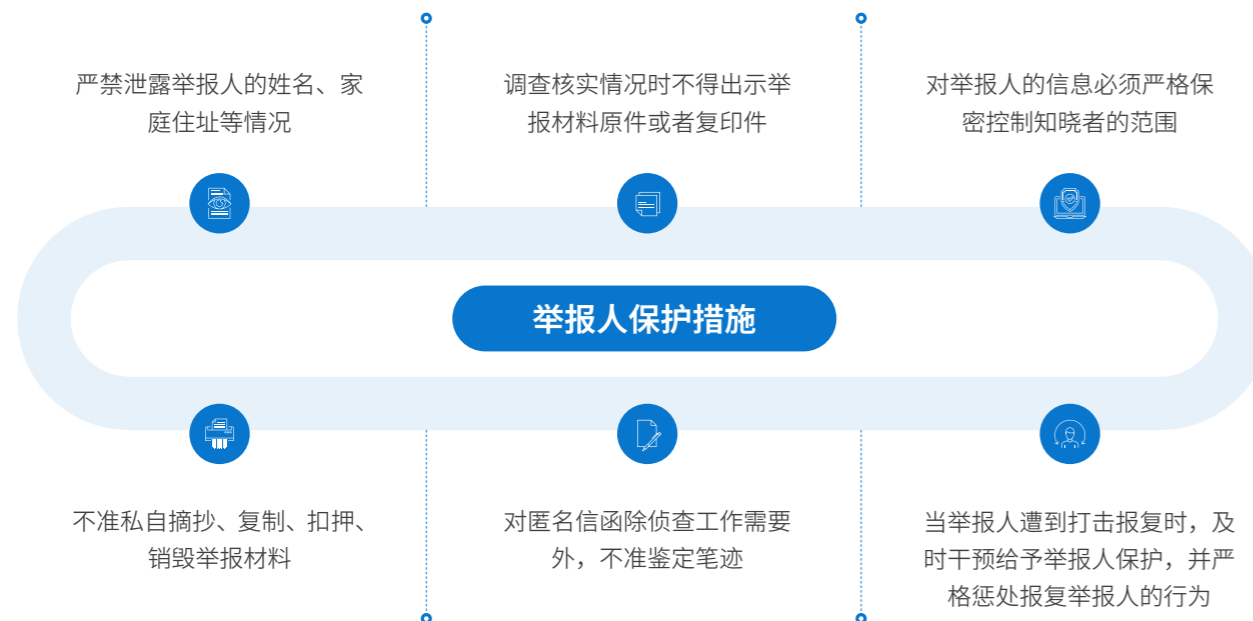 严禁泄露举报人的姓名、家
庭住址等情况
调查核实情况时不得出示举
报材料原件或者复印件
对举报人的信息必须严格保
密控制知晓者的范围
举报人保护措施
不准私自摘抄、复制、扣押、
销毁举报材料
对匿名信函除侦查工作需要
外，不准鉴定笔迹
当举报人遭到打击报复时，及
时干预给予举报人保护，并严
格惩处报复举报人的行为